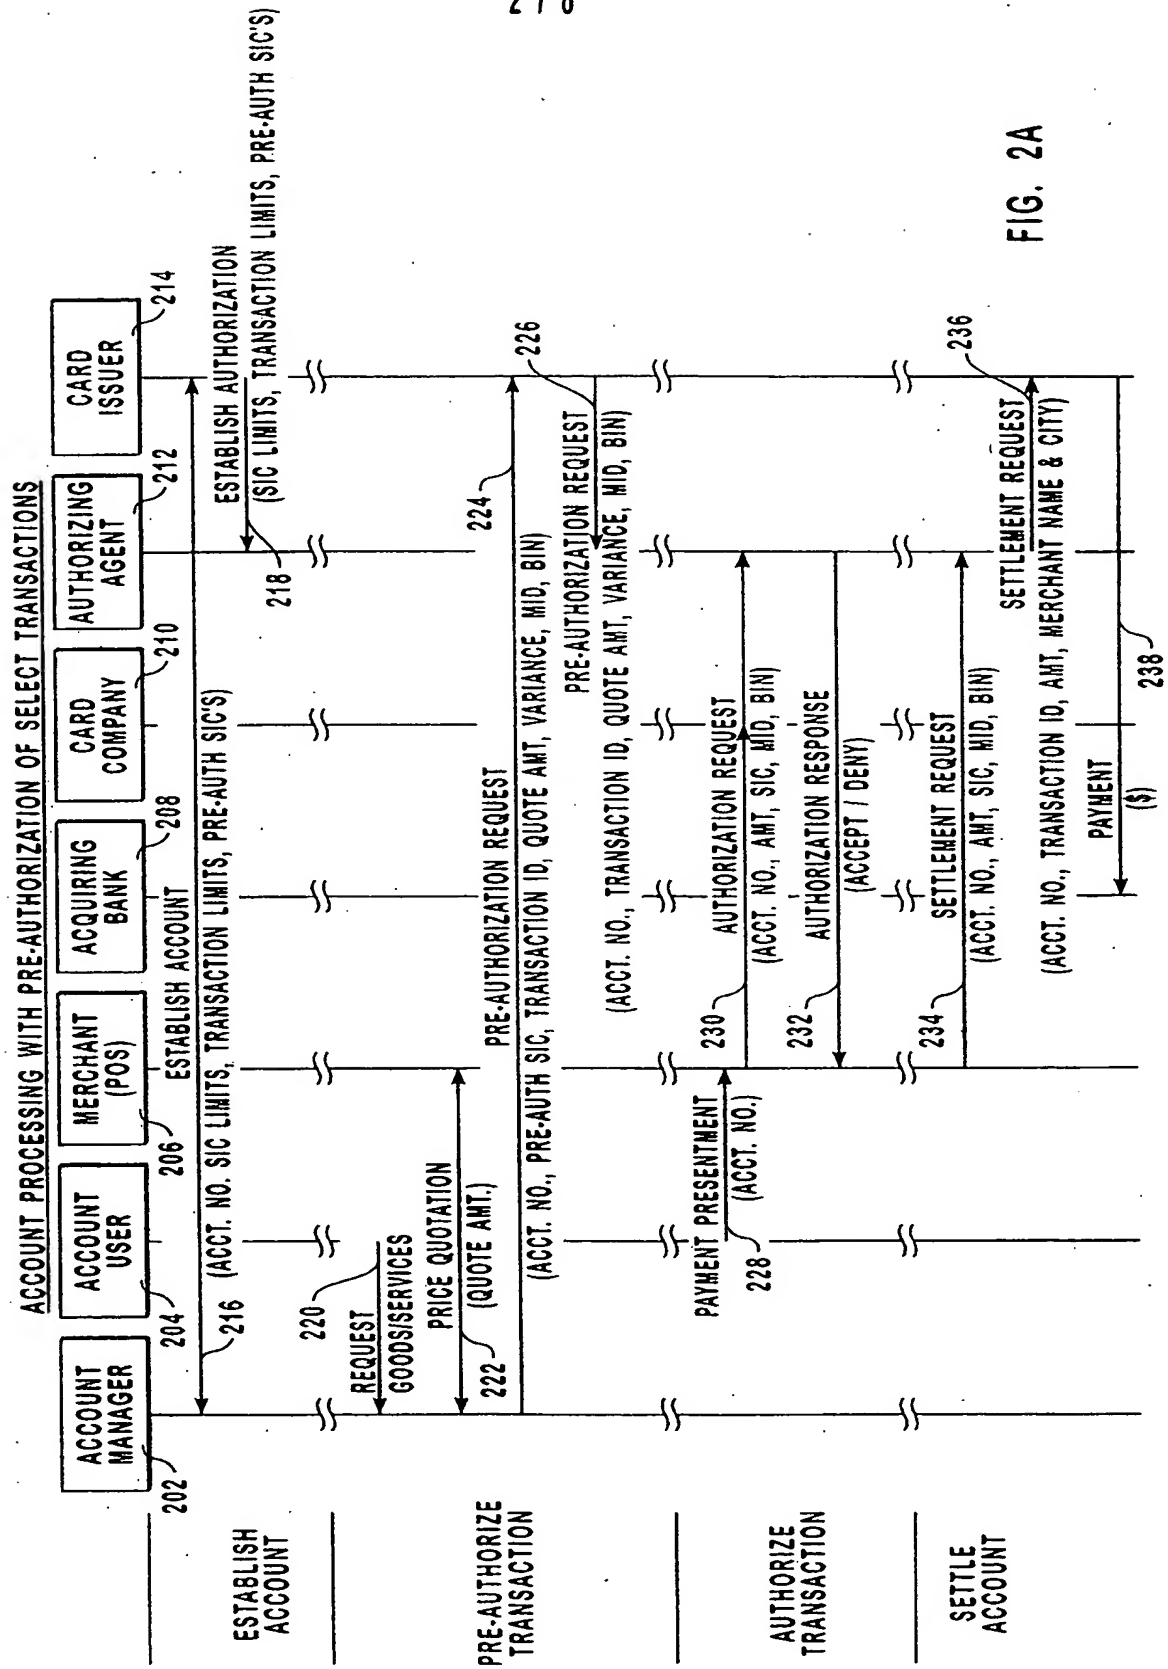 2 / 8
ACCOUNT PROCESSING WITH PRE-AUTHORIZATION OF SELECT TRANSACTIONS
ACCOUNT
MANAGER
202
ACCOUNT
USER
204
MERCHANT
(POS)
206
ACQUIRING
BANK
208
CARD
COMPANY
210
AUTHORIZING
AGENT
212
CARD
ISSUER
214
ESTABLISH
ACCOUNT
ESTABLISH ACCOUNT
216
(ACCT. NO. SIC LIMITS, TRANSACTION LIMITS, PRE-AUTH SIC'S)
ESTABLISH AUTHORIZATION
(SIC LIMITS, TRANSACTION LIMITS, PRE-AUTH SIC'S)
218
PRE-AUTHORIZE
TRANSACTION
220
REQUEST
GOODS/SERVICES
PRICE QUOTATION
(QUOTE AMT.)
222
PRE-AUTHORIZATION REQUEST
224
(ACCT. NO., PRE-AUTH SIC, TRANSACTION ID, QUOTE AMT, VARIANCE, MID, BIN)
226
PRE-AUTHORIZATION REQUEST
(ACCT. NO., TRANSACTION ID, QUOTE AMT, VARIANCE, MID, BIN)
AUTHORIZE
TRANSACTION
PAYMENT PRESENTMENT
(ACCT. NO.)
228
230
AUTHORIZATION REQUEST
(ACCT. NO., AMT, SIC, MID, BIN)
232
AUTHORIZATION RESPONSE
(ACCEPT / DENY)
SETTLE
ACCOUNT
234
SETTLEMENT REQUEST
(ACCT. NO., AMT, SIC, MID, BIN)
236
SETTLEMENT REQUEST
(ACCT. NO., TRANSACTION ID, AMT, MERCHANT NAME & CITY)
PAYMENT
($)
238
FIG. 2A